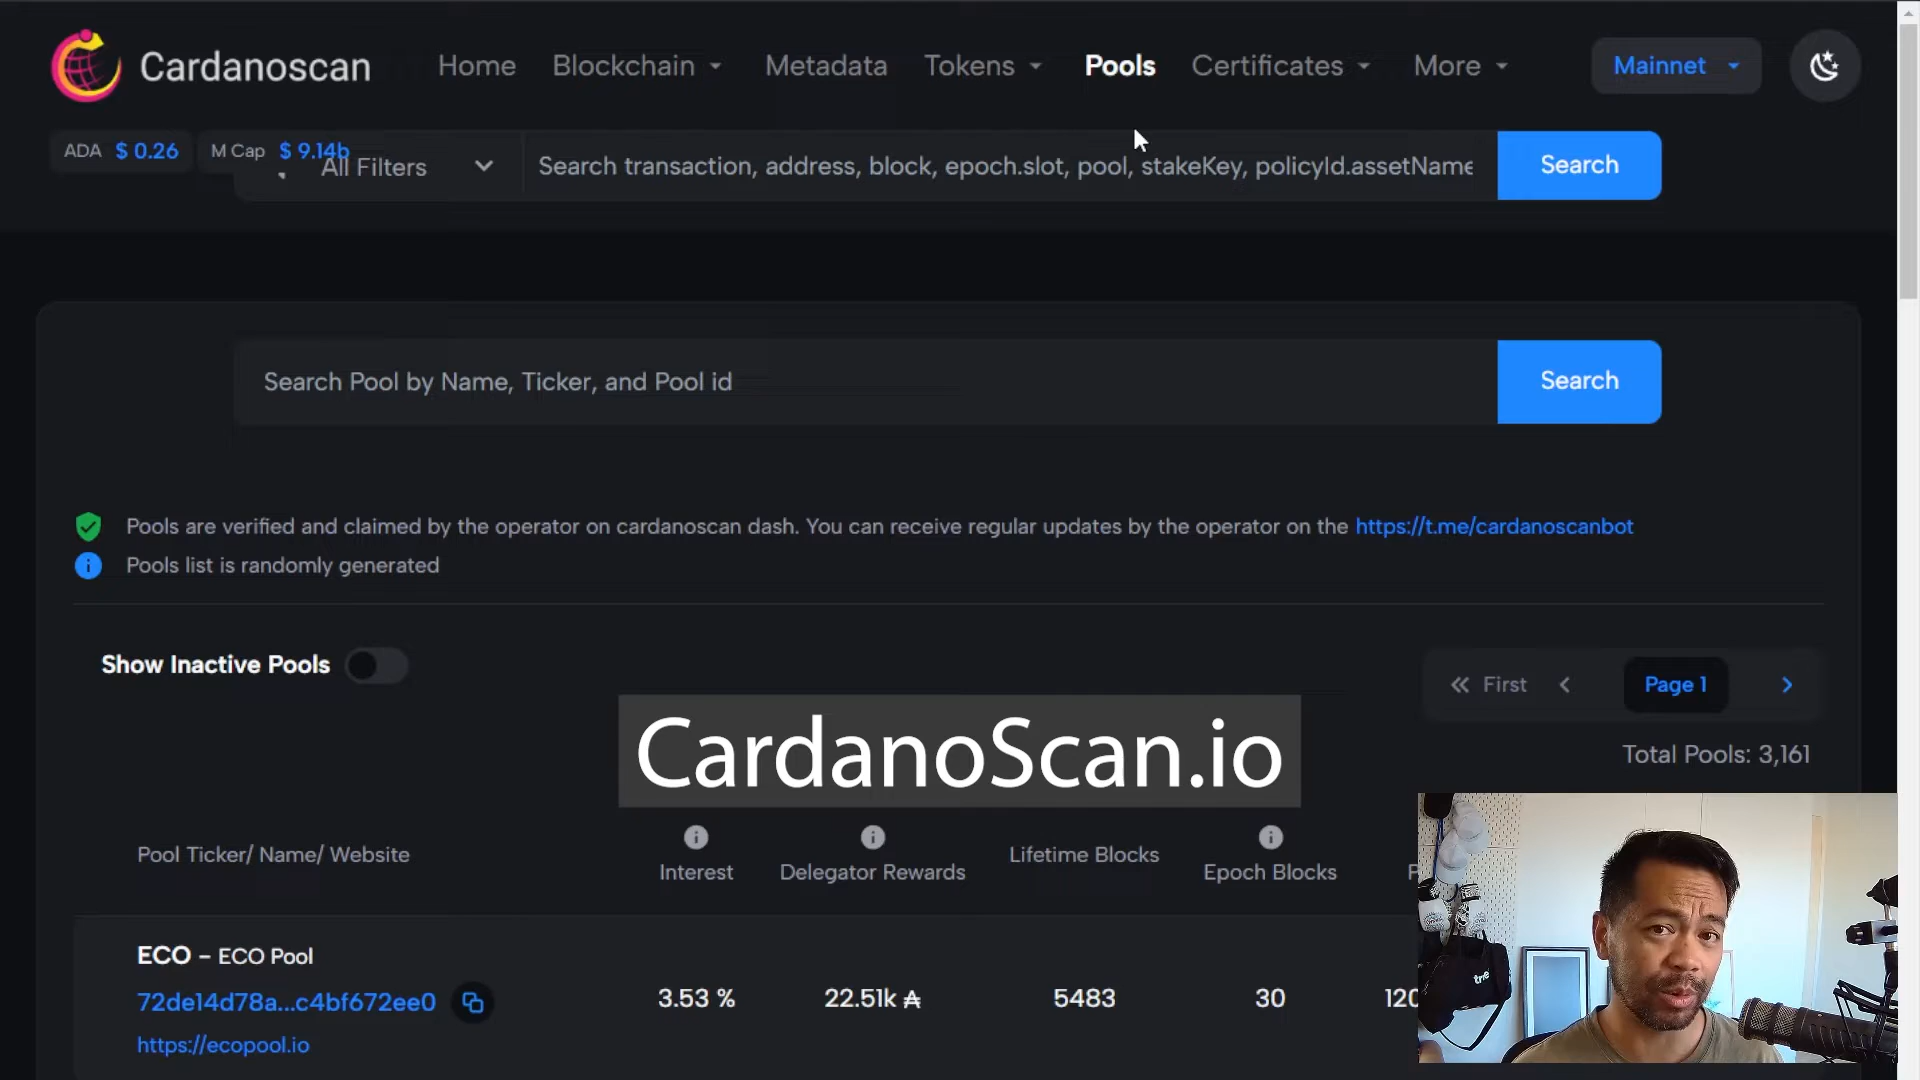 Cardanoscan
Home
Blockchain
Metadata
Tokens
Pools
Certificates
More
Mainnet
ADA $ 0.26
M Cap $ 9.14b
All Filters
Search transaction, address, block, epoch.slot, pool, stakeKey, policyId.assetName
Search
Search Pool by Name, Ticker, and Pool id
Search
Pools are verified and claimed by the operator on cardanoscan dash. You can receive regular updates by the operator on the https://t.me/cardanoscanbot
Pools list is randomly generated
Show Inactive Pools
First
Page 1
CardanoScan.io
Total Pools: 3,161
Pool Ticker/ Name/ Website
Interest
Delegator Rewards
Lifetime Blocks
Epoch Blocks
ECO - ECO Pool
72de14d78a...c4bf672ee0
https://ecopool.io
3.53 %
22.51k ₳
5483
30